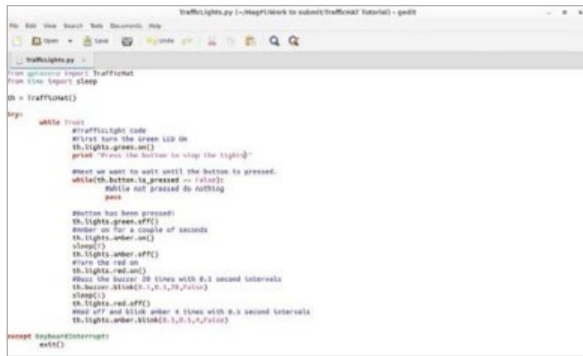 TrafficLights.py (~/MagPi/Work to submit/TrafficHAT Tutorial) - gedit
File Edit View Search Tools Documents Help
Open Save Undo
TrafficLights.py
from gpiozero import TrafficHat
from time import sleep
th = TrafficHat()
try:
while True:
#TrafficLight Code
#First turn the Green LED On
th.lights.green.on()
print "Press the button to stop the lights"
#Next we want to wait until the button is pressed.
while(th.button.is_pressed == False):
#While not pressed do nothing
pass
#Button has been pressed!
th.lights.green.off()
#Amber on for a couple of seconds
th.lights.amber.on()
th.lights.amber.off()
#Turn the red on
th.lights.red.on()
#Buzz the buzzer 20 times with 0.1 second intervals
th.buzzer.blink(0.1,0.1,20,False)
th.lights.red.off()
#Red off and blink amber 4 times with 0.5 second intervals
th.lights.amber.blink(0.5,0.5,4,False)
except KeyboardInterrupt:
exit()